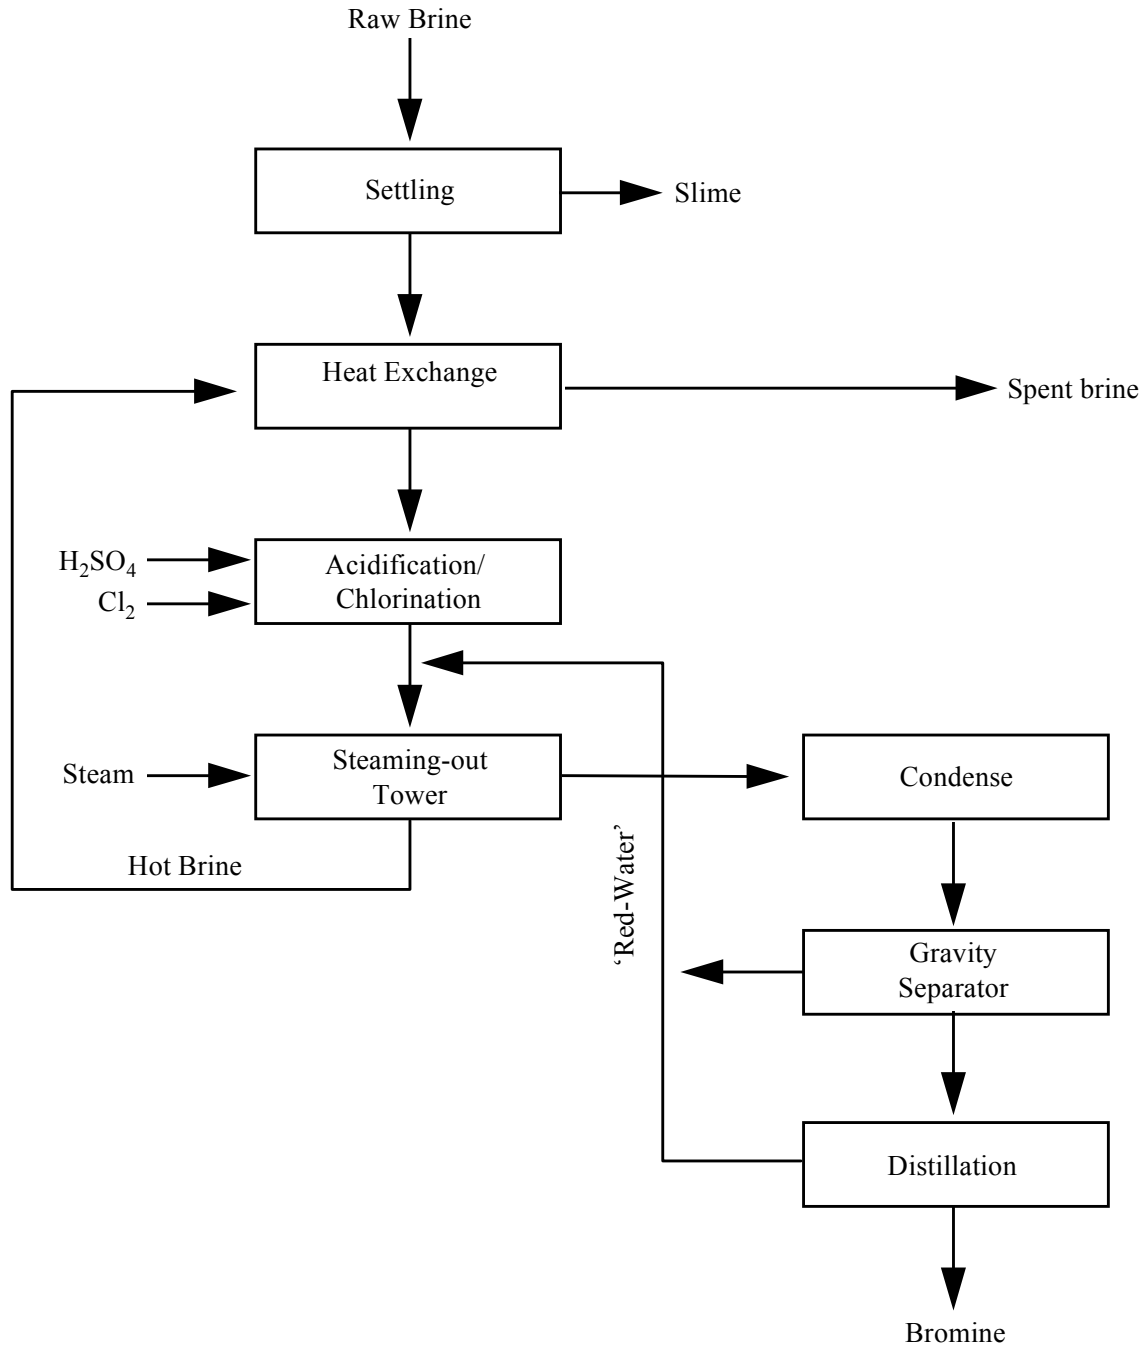 Raw Brine
Settling
Slime
Heat Exchange
Spent brine
H₂SO₄
Cl₂
Acidification/
Chlorination
Steam
Steaming-out
Tower
Condense
Hot Brine
‘Red-Water’
Gravity
Separator
Distillation
Bromine